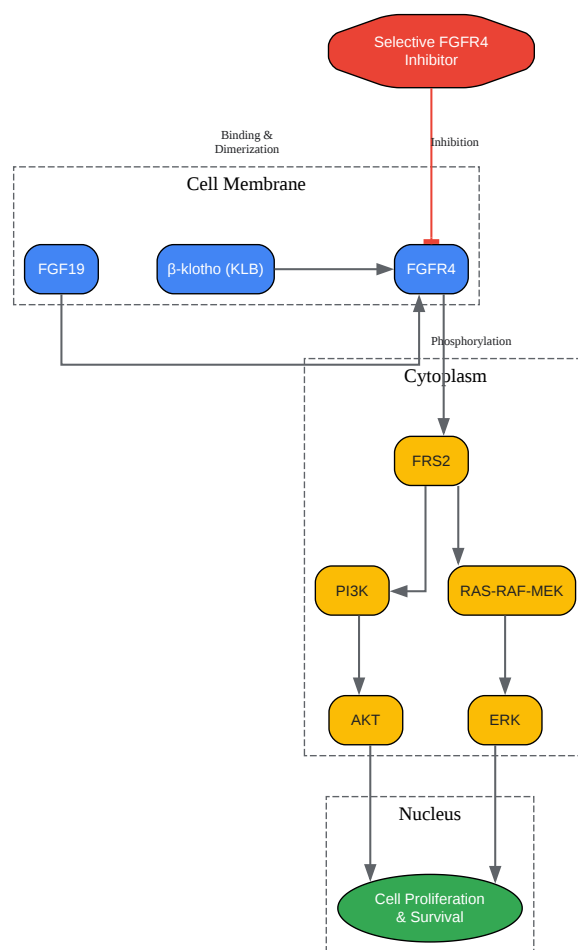 Selective FGFR4
Inhibitor
Binding &
Dimerization
Inhibition
Cell Membrane
FGF19
β-klotho (KLB)
FGFR4
Phosphorylation
Cytoplasm
FRS2
PI3K
RAS-RAF-MEK
AKT
ERK
Nucleus
Cell Proliferation
& Survival